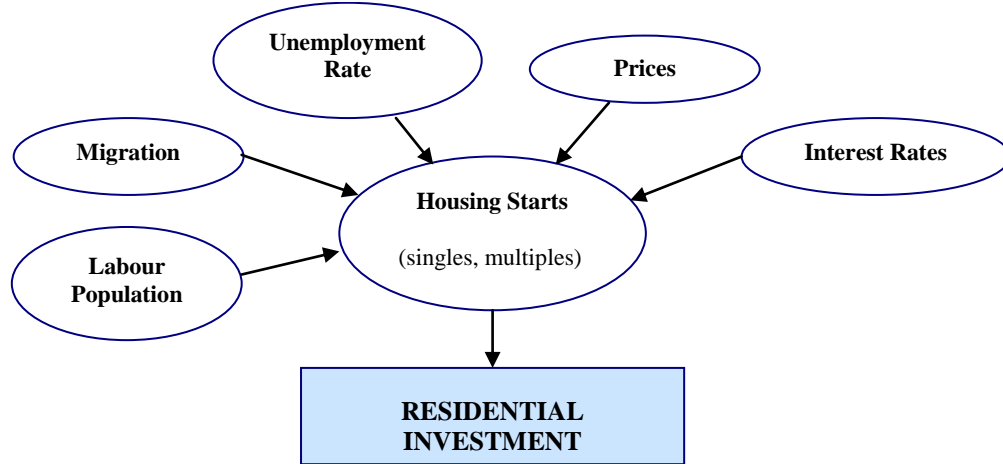 Unemployment
Rate
Prices
Migration
Interest Rates
Housing Starts
(singles, multiples)
Labour
Population
RESIDENTIAL
INVESTMENT